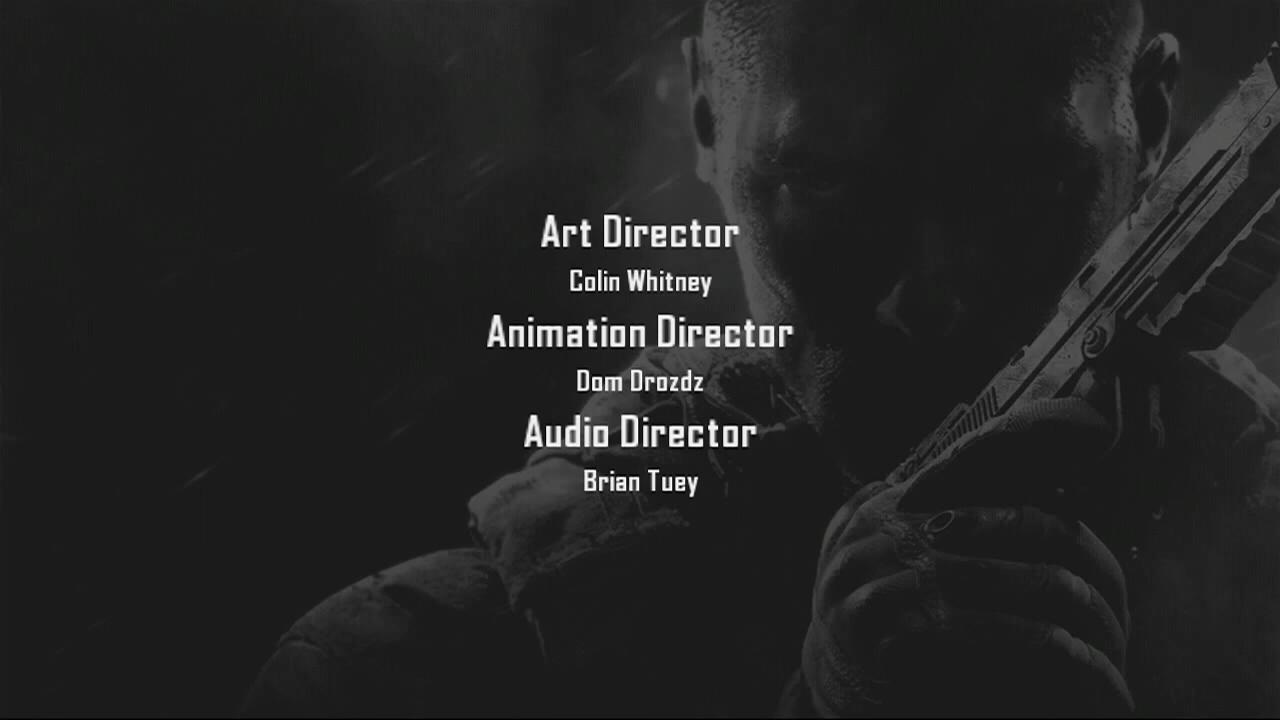 Art Director
Colin Whitney
Animation Director
Dom Drozdz
Audio Director
Brian Tuey